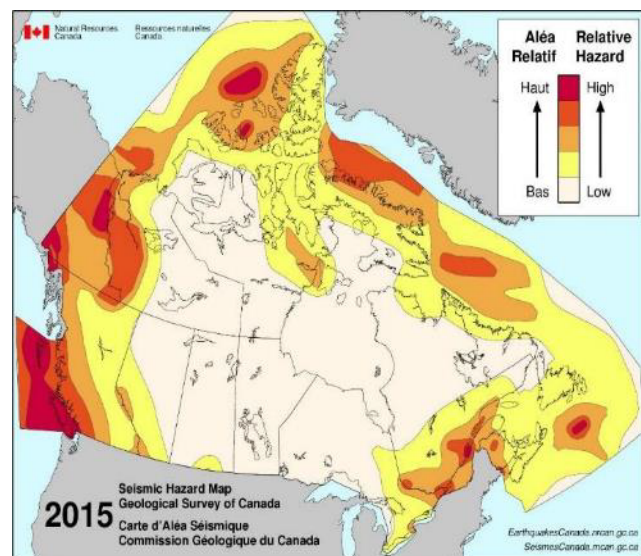 Natural Resources Canada
Ressources naturelles Canada
Aléa Relatif
Relative Hazard
Haut
High
Bas
Low
2015
Seismic Hazard Map
Geological Survey of Canada
Carte d'Aléa Séismique
Commission Géologique du Canada
EarthquakesCanada.nrcan.gc.ca
SeismesCanada.rncan.gc.ca